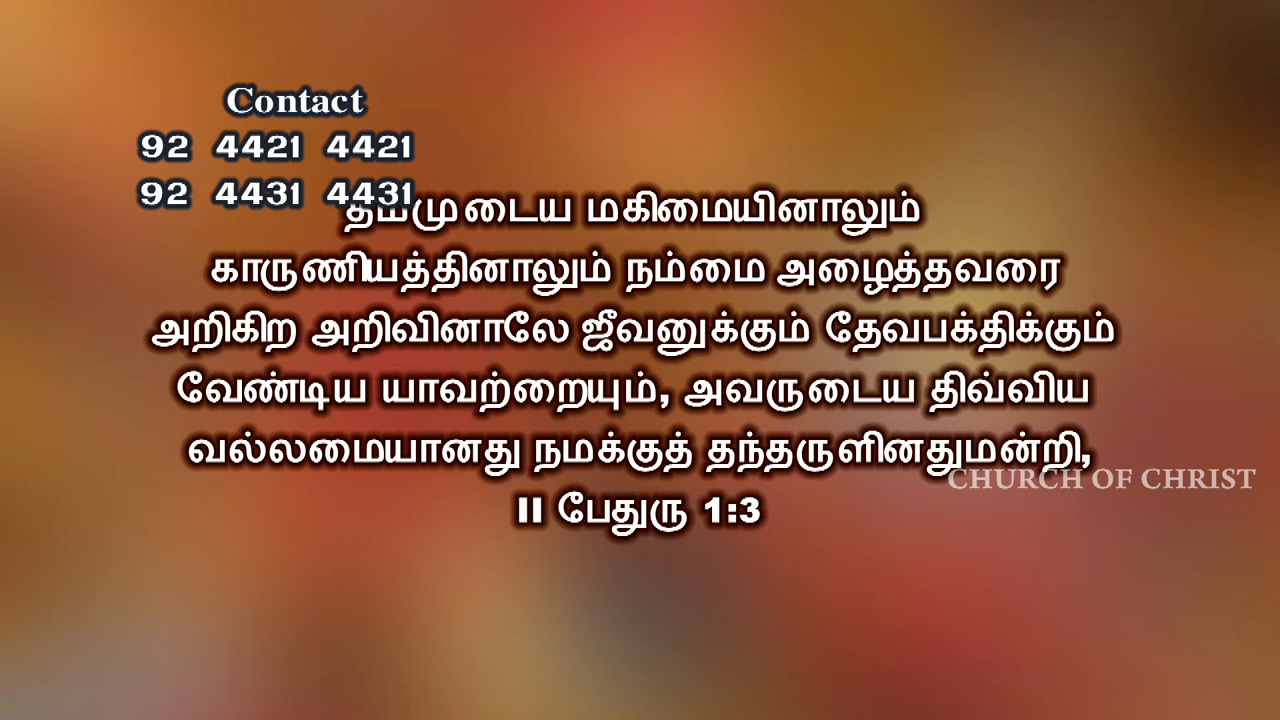 Contact
92 4421 4421
92 4431 4431
தம்முடைய மகிமையினாலும்
காருணியத்தினாலும் நம்மை அழைத்தவரை
அறிகிற அறிவினாலே ஜீவனுக்கும் தேவபக்திக்கும்
வேண்டிய யாவற்றையும், அவருடைய திவ்விய
வல்லமையானது நமக்குத் தந்தருளினதுமன்றி,
CHURCH OF CHRIST
II பேதுரு 1:3